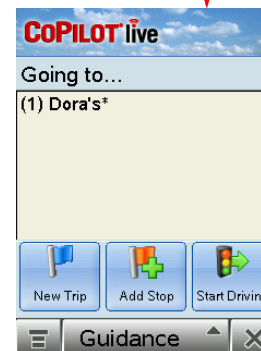 COPILOT live
Going to...
(1) Dora's*
New Trip
Add Stop
Start Drivin
Guidance